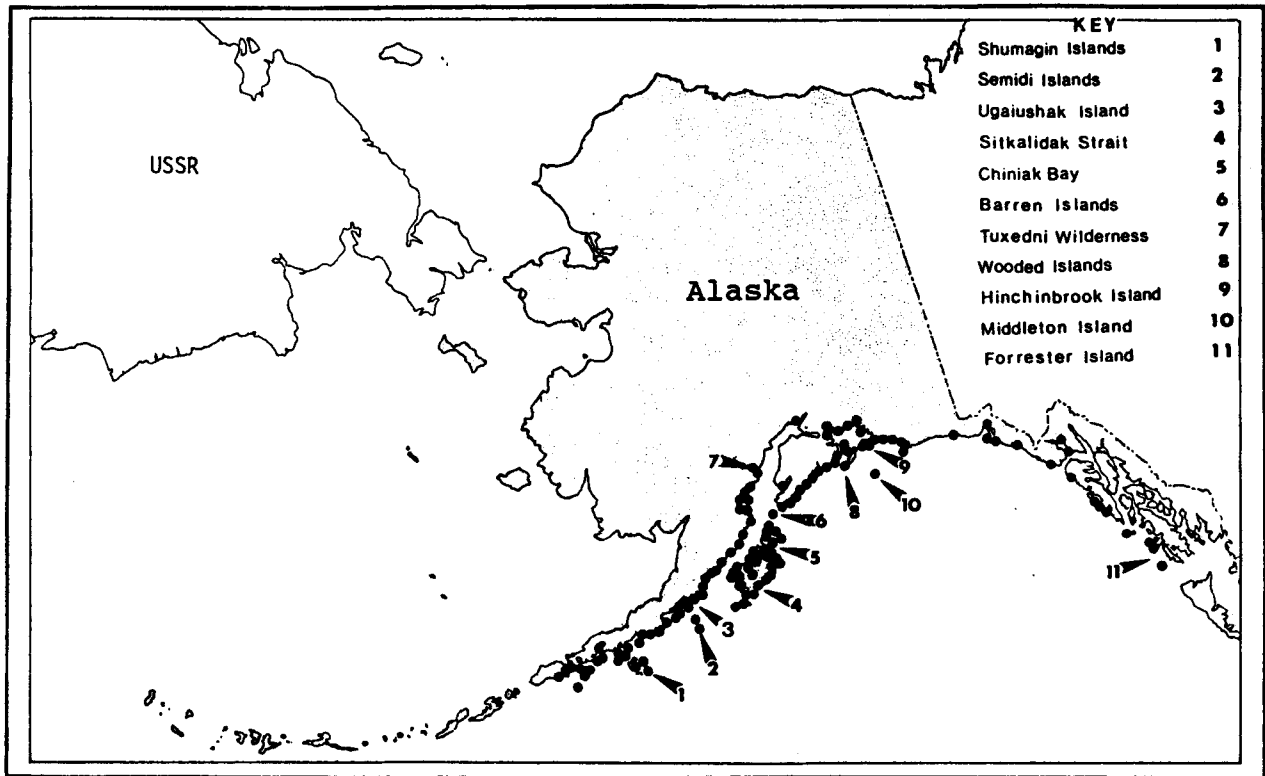 KEY
Shumagin Islands 1
Semidi Islands 2
Ugaiushak Island 3
Sitkalidak Strait 4
Chiniak Bay 5
Barren Islands 6
Tuxedni Wilderness 7
Wooded Islands 8
Hinchinbrook Island 9
Middleton Island 10
Forrester Island 11
USSR
Alaska
7
9
8
10
6
5
11
4
3
2
1